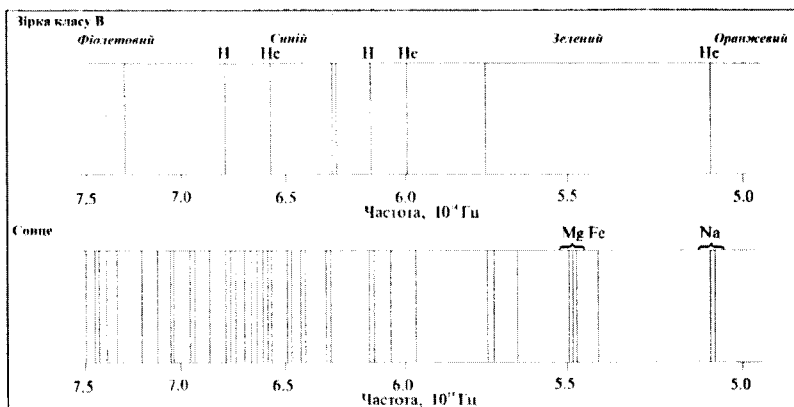 Зірка класу В
Фіолетовий Синій Зелений Оранжевий
H He H He He
7.5 7.0 6.5 6.0 5.5 5.0
Частота, 10¹⁴ Гц
Сонце
Mg Fe Na
7.5 7.0 6.5 6.0 5.5 5.0
Частота, 10¹⁴ Гц